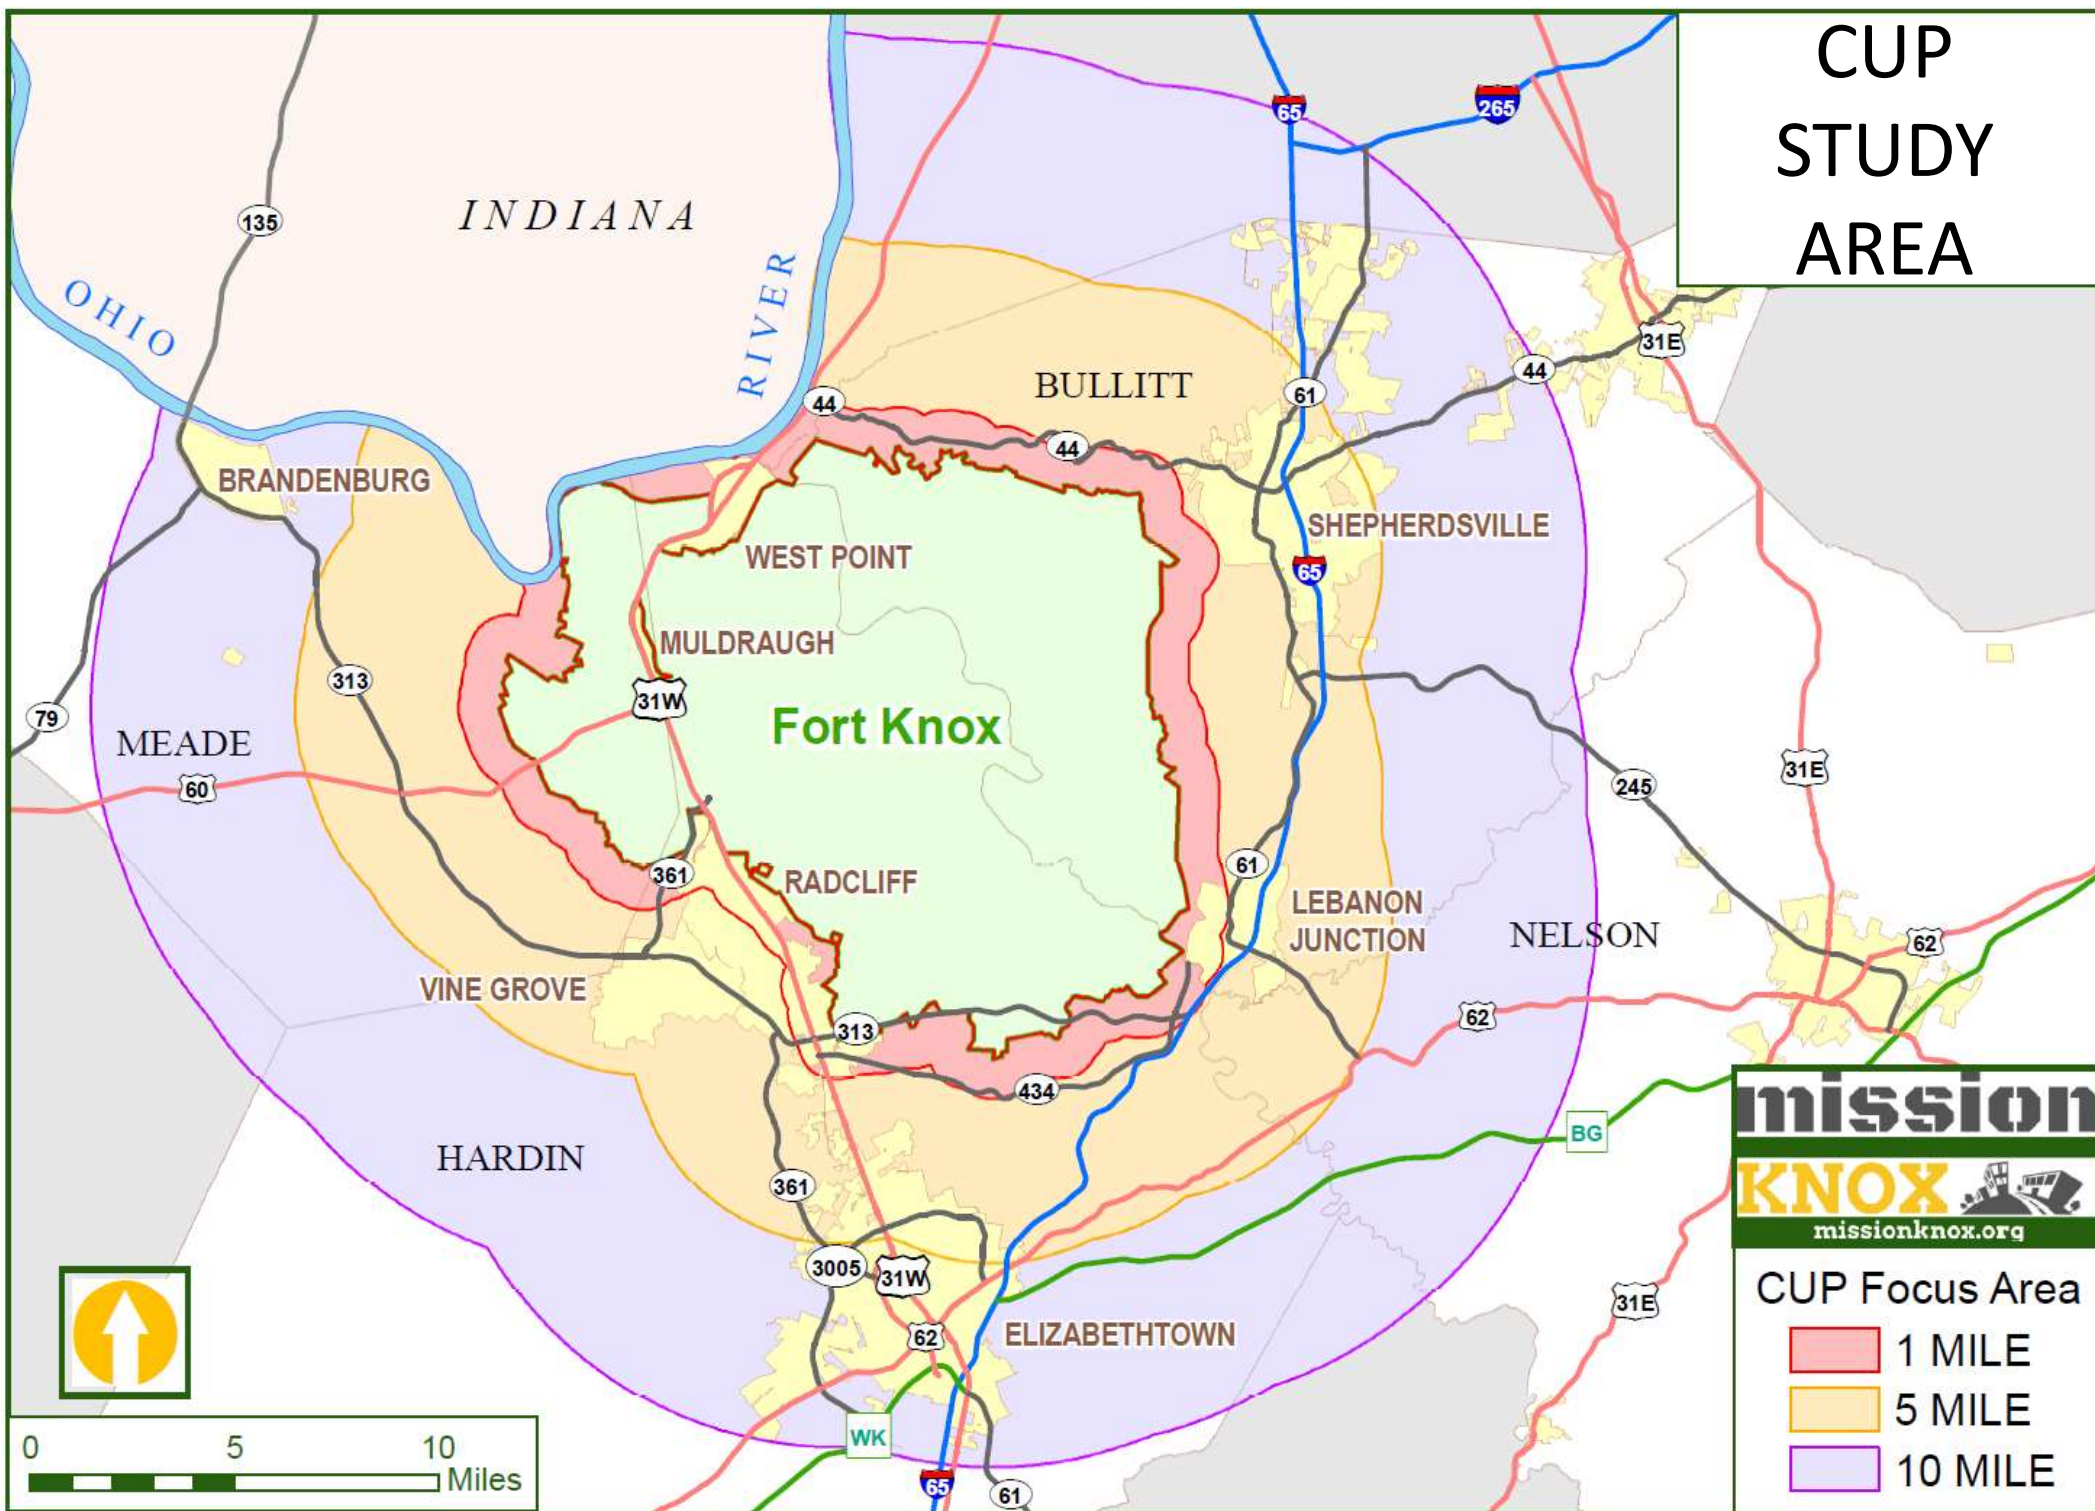 CUP
STUDY
AREA
65
265
135
INDIANA
OHIO
RIVER
31E
44
BULLITT
61
44
44
BRANDENBURG
SHEPHERDSVILLE
WEST POINT
65
MULDRAUGH
313
31W
79
Fort Knox
MEADE
60
31E
245
361
RADCLIFF
61
LEBANON
JUNCTION
NELSON
62
VINE GROVE
313
62
434
mission
KNOX
missionknox.org
BG
HARDIN
361
3005
31W
CUP Focus Area
1 MILE
5 MILE
10 MILE
31E
62
ELIZABETHTOWN
WK
0 5 10
Miles
65
61